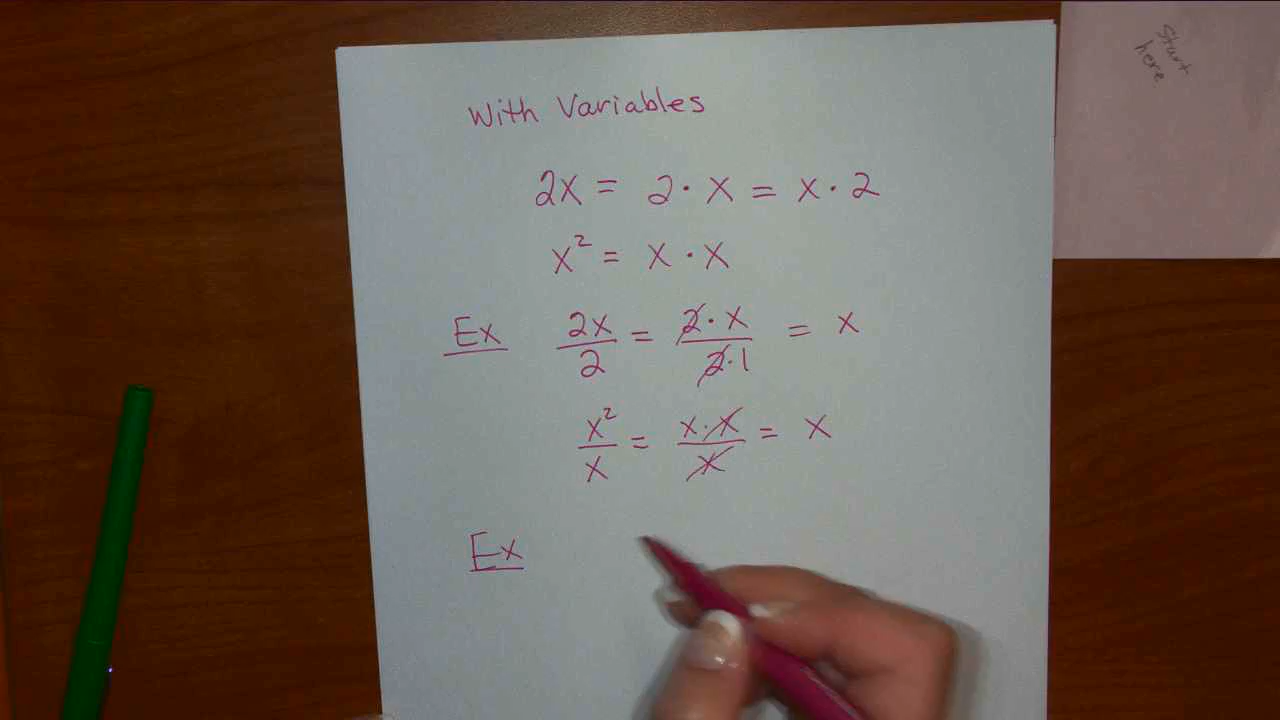 With Variables
2x = 2 · x = x · 2
x² = x · x
Ex 2x/2 = 2 · x/2 · 1 = x
x²/x = x · x/x = x
Ex
Start
here